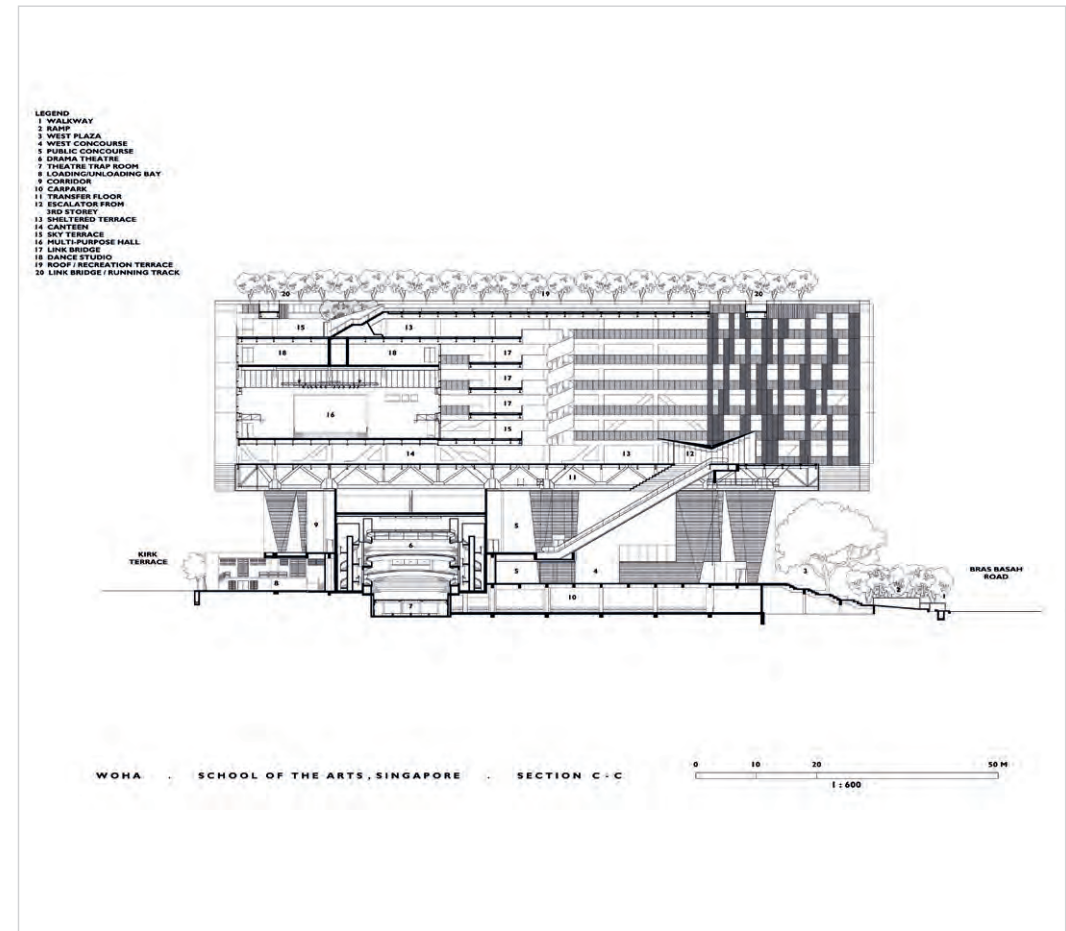 LEGEND
1 WALKWAY
2 RAMP
3 WEST PLAZA
4 WEST CONCOURSE
5 PUBLIC CONCOURSE
6 DRAMA THEATRE
7 THEATRE TRAP ROOM
8 LOADING/UNLOADING BAY
9 CORRIDOR
10 CARPARK
11 TRANSFER FLOOR
12 ESCALATOR FROM
3RD STOREY
13 SHELTERED TERRACE
14 CANTEEN
15 SKY TERRACE
16 MULTI-PURPOSE HALL
17 LINK BRIDGE
18 DANCE STUDIO
19 ROOF / RECREATION TERRACE
20 LINK BRIDGE / RUNNING TRACK
20 19 20
15 13
18 18 17
17
16 17
15
14 13 12
11
9 5
6
KIRK
TERRACE
8 5 4 3
BRAS BASAH
ROAD
7 10
WOHA . SCHOOL OF THE ARTS, SINGAPORE . SECTION C-C
0 10 20 50 M
1 : 600